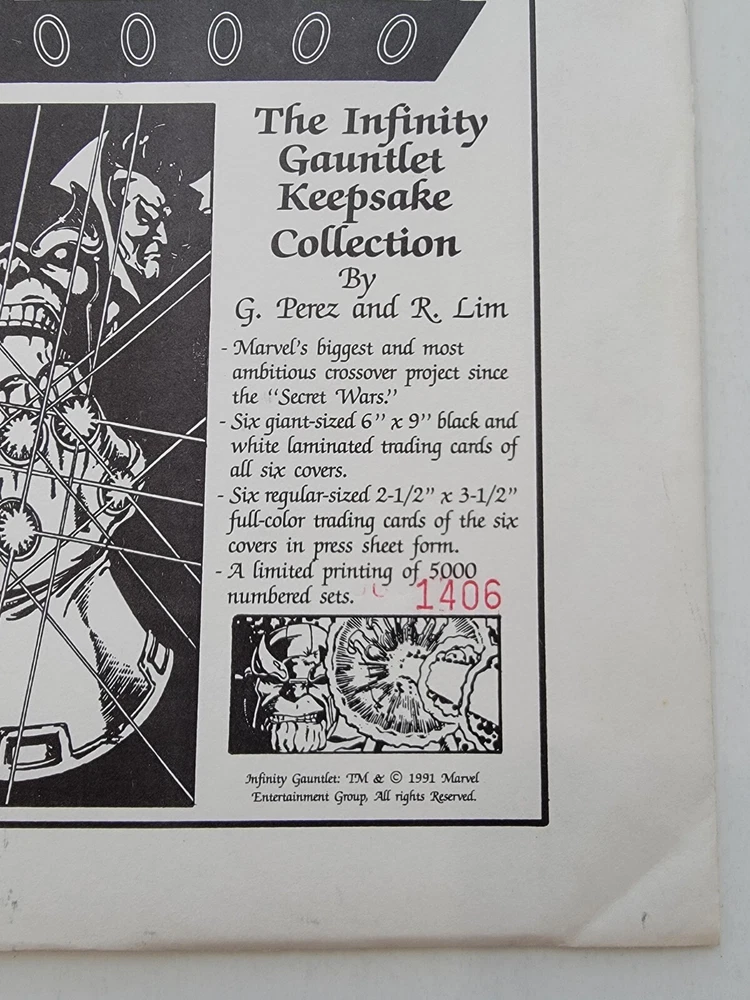 The Infinity
Gauntlet
Keepsake
Collection
By
G. Perez and R. Lim
- Marvel's biggest and most
ambitious crossover project since
the "Secret Wars."
- Six giant-sized 6" x 9" black and
white laminated trading cards of
all six covers.
- Six regular-sized 2-1/2" x 3-1/2"
full-color trading cards of the six
covers in press sheet form.
- A limited printing of 5000
numbered sets. 1406
Infinity Gauntlet: TM & © 1991 Marvel
Entertainment Group, All rights Reserved.